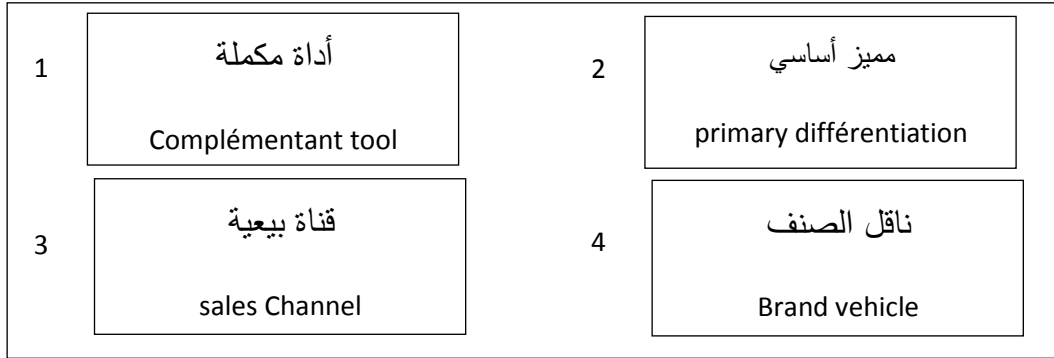 1
أداة مكملة
Complémentant tool
2
مميز أساسي
primary différentiation
3
قناة بيعية
sales Channel
4
ناقل الصنف
Brand vehicle